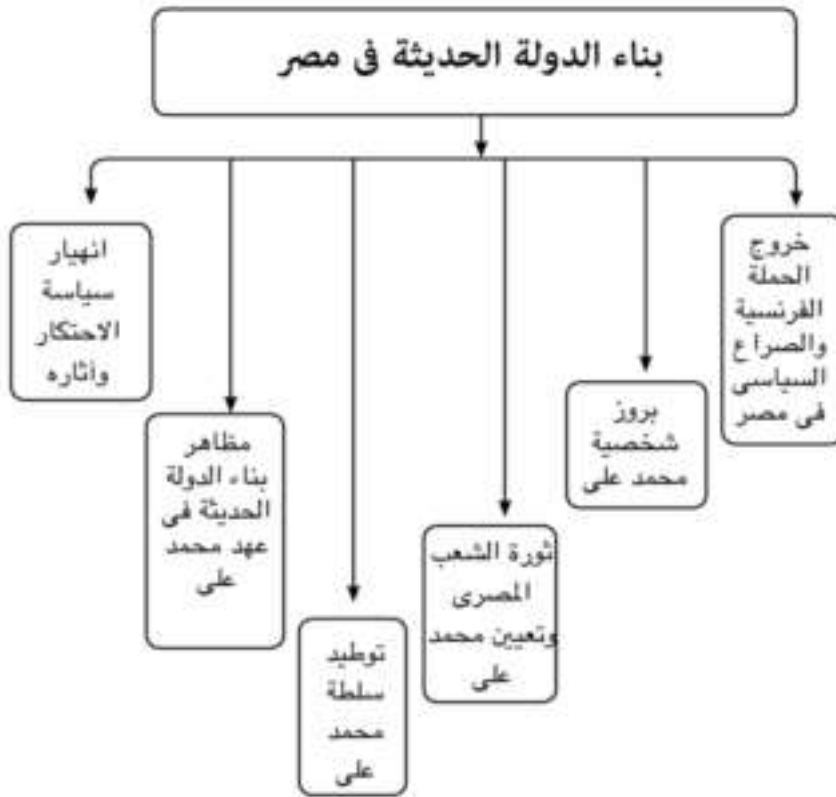 بناء الدولة الحديثة فى مصر
خروج
الحملة
الفرنسية
والصراع
السياسى
فى مصر
بروز
شخصية
محمد على
ثورة الشعب
المصرى
وتعيين محمد
على
توطيد
سلطة
محمد
على
مظاهر
بناء الدولة
الحديثة فى
عهد محمد
على
انهيار
سياسة
الاحتكار
وأثاره